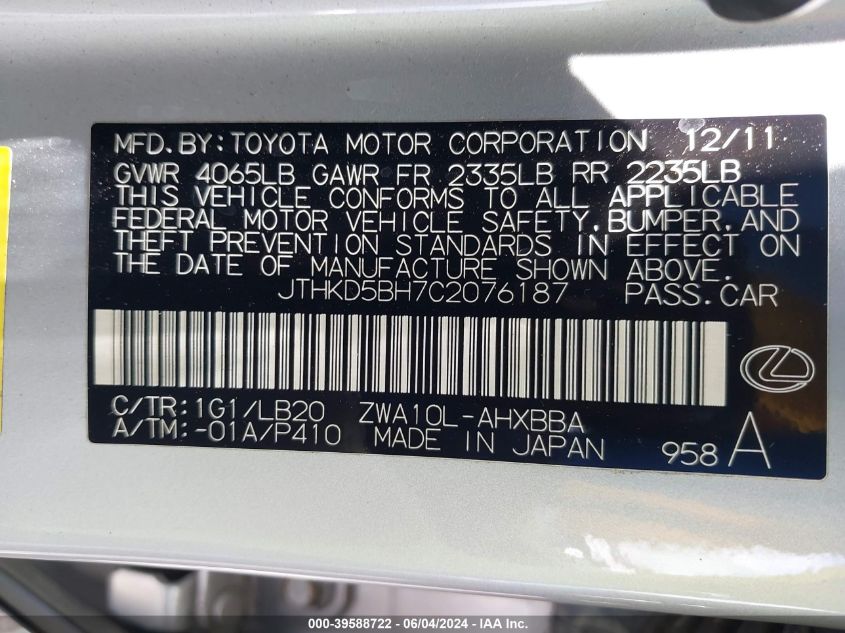 MFD.BY:TOYOTA MOTOR CORPORATION 12/11
GVWR 4065LB GAWR FR 2335LB RR 2235LB
THIS VEHICLE CONFORMS TO ALL APPLICABLE
FEDERAL MOTOR VEHICLE SAFETY,BUMPER,AND
THEFT PREVENTION STANDARDS IN EFFECT ON
THE DATE OF MANUFACTURE SHOWN ABOVE.
JTHKD5BH7C2076187 PASS.CAR
C/TR:1G1/LB20 ZWA10L-AHXBBA
A/TM:-01A/P410 MADE IN JAPAN 958 A
000-39588722 - 06/04/2024 - IAA Inc.